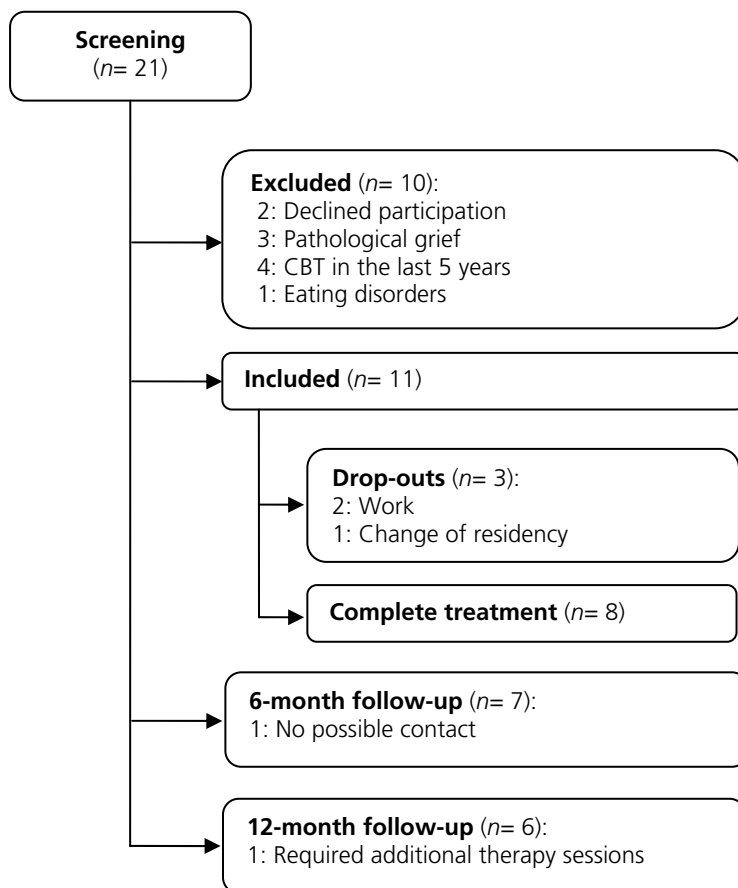 Screening
(n= 21)
Excluded (n= 10):
2: Declined participation
3: Pathological grief
4: CBT in the last 5 years
1: Eating disorders
Included (n= 11)
Drop-outs (n= 3):
2: Work
1: Change of residency
Complete treatment (n= 8)
6-month follow-up (n= 7):
1: No possible contact
12-month follow-up (n= 6):
1: Required additional therapy sessions